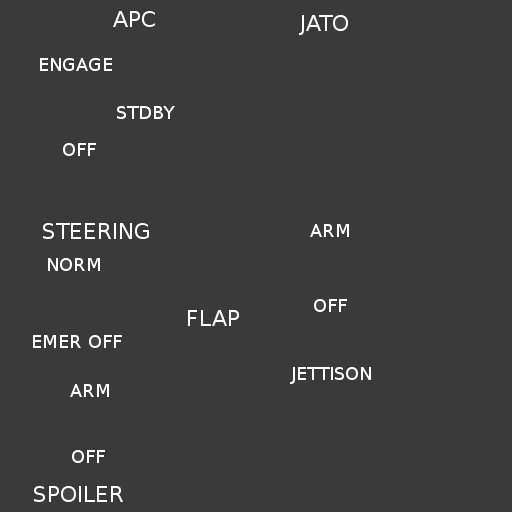 APC
JATO
ENGAGE
STDBY
OFF
STEERING
ARM
NORM
OFF
FLAP
EMER OFF
JETTISON
ARM
OFF
SPOILER